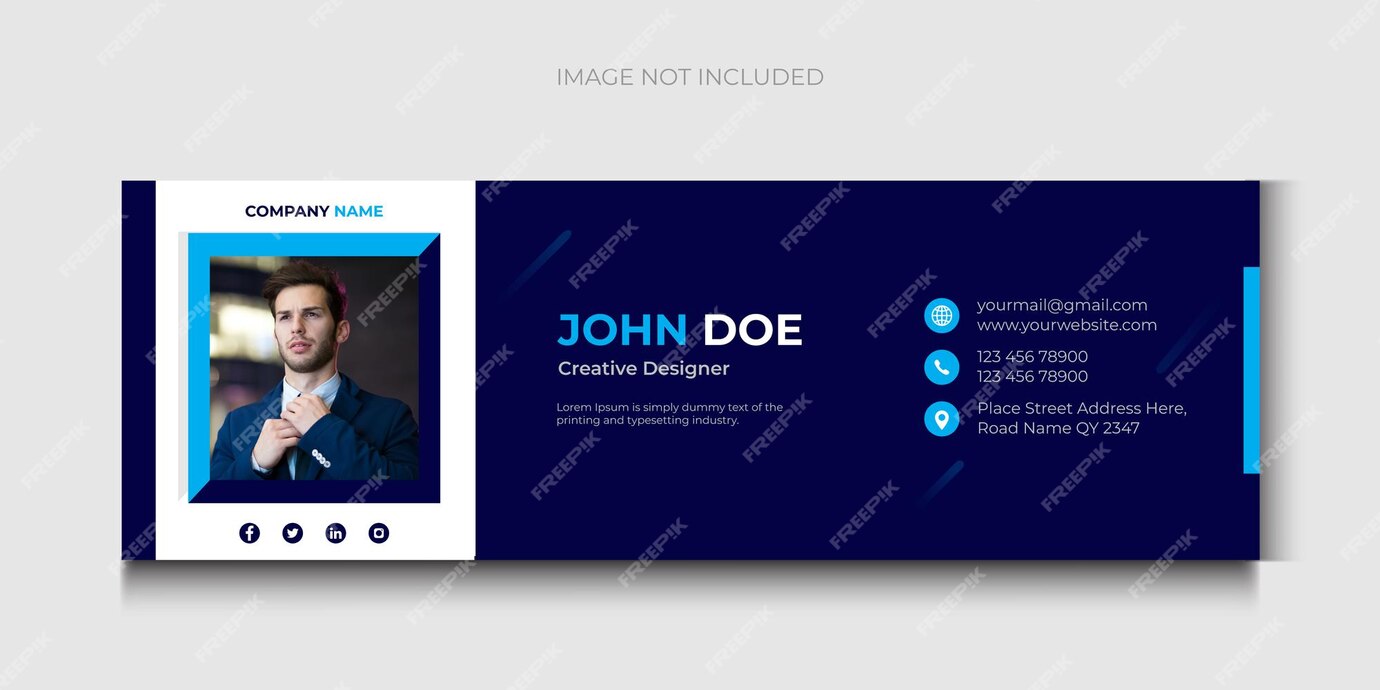 IMAGE NOT INCLUDED
COMPANY NAME
JOHN DOE
Creative Designer
Lorem Ipsum is simply dummy text of the
printing and typesetting industry.
yourmail@gmail.com
www.yourwebsite.com
123 456 78900
123 456 78900
Place Street Address Here,
Road Name QY 2347
in
FREEPIK